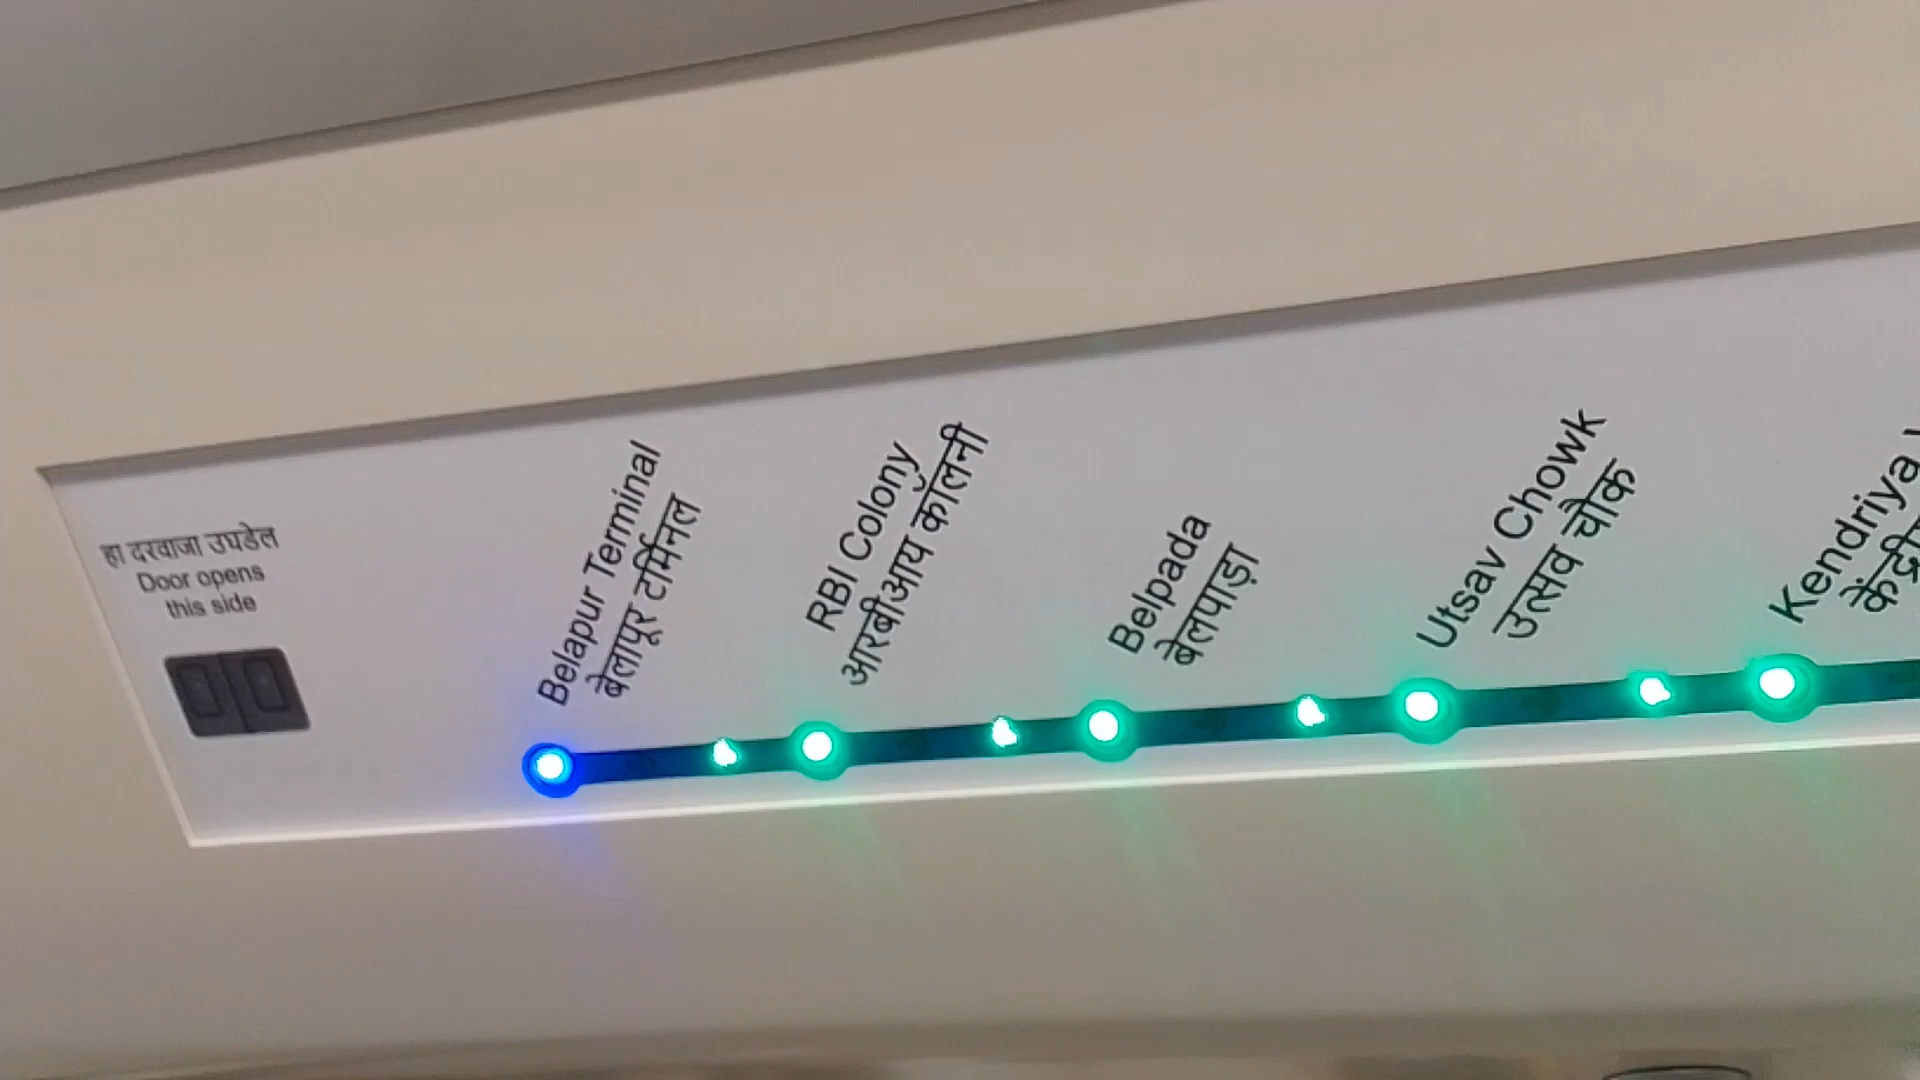 हा दरवाजा उघडेल
Door opens
this side
Belapur Terminal
बेलापूर टर्मिनल
RBI Colony
आरबीआय कॉलनी
Belpada
बेलपाड़ा
Utsav Chowk
उत्सव चौक
Kendriya